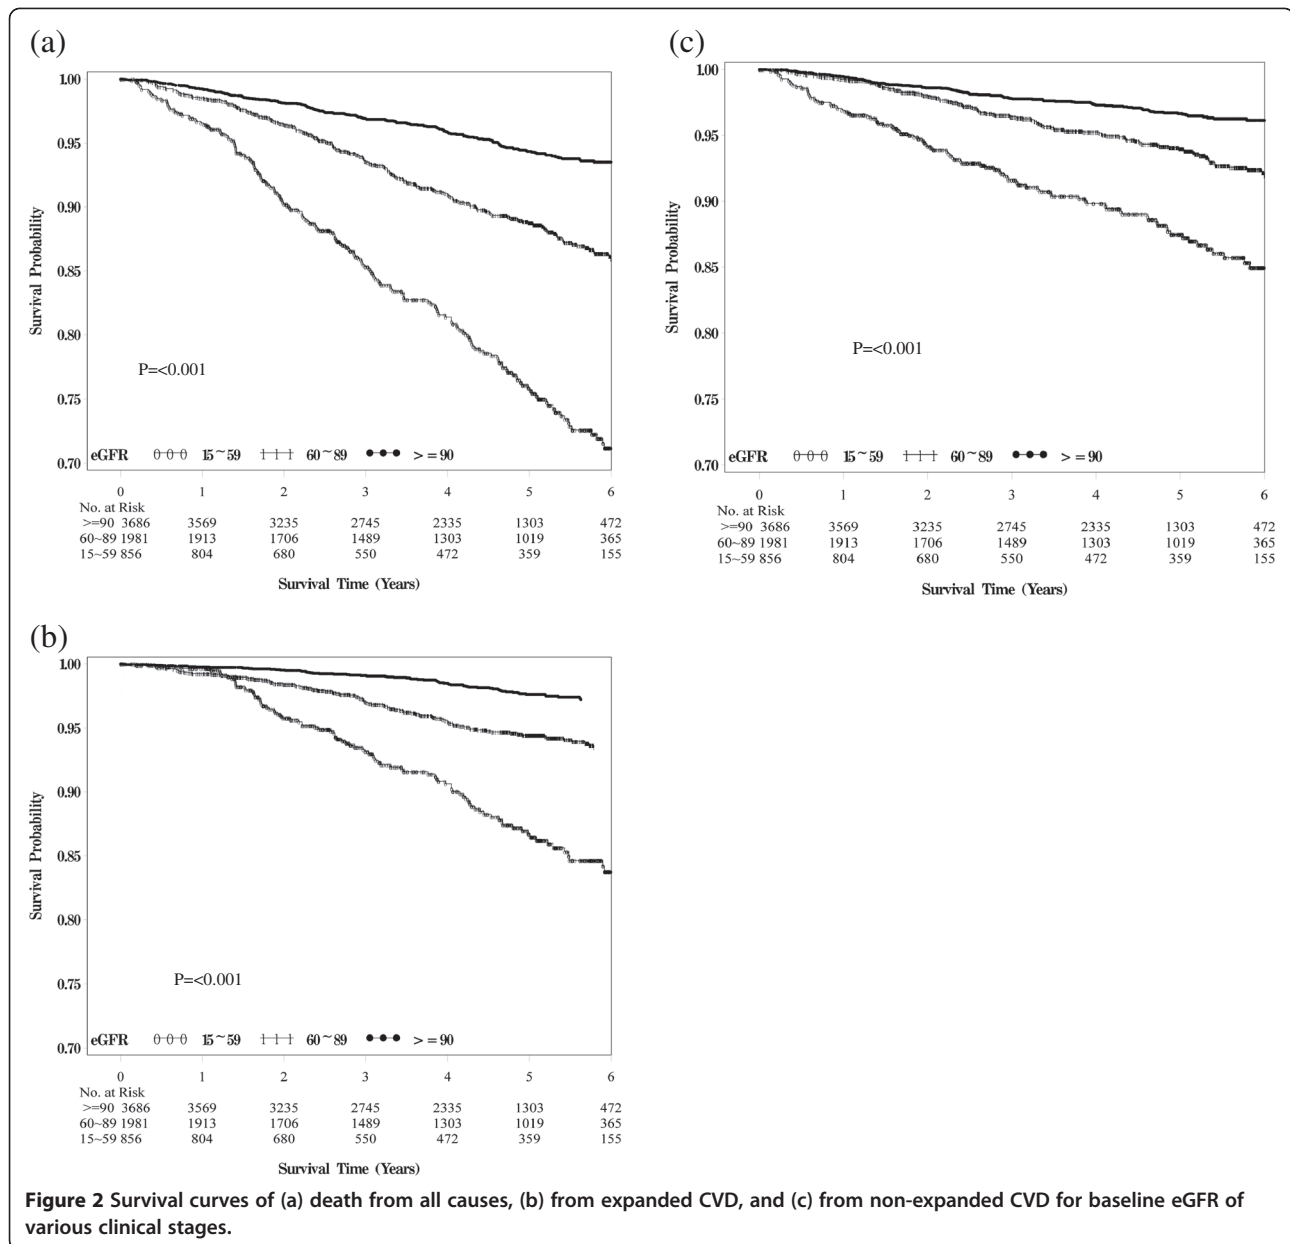 (a)
1.00
0.95
0.90
0.85
0.80
0.75
0.70
Survival Probability
P=<0.001
eGFR 15~59 60~89 >=90
0 1 2 3 4 5 6
No. at Risk
>=90 3686 3569 3235 2745 2335 1303 472
60~89 1981 1913 1706 1489 1303 1019 365
15~59 856 804 680 550 472 359 155
Survival Time (Years)
(c)
1.00
0.95
0.90
0.85
0.80
0.75
0.70
Survival Probability
P=<0.001
eGFR 15~59 60~89 >=90
0 1 2 3 4 5 6
No. at Risk
>=90 3686 3569 3235 2745 2335 1303 472
60~89 1981 1913 1706 1489 1303 1019 365
15~59 856 804 680 550 472 359 155
Survival Time (Years)
(b)
1.00
0.95
0.90
0.85
0.80
0.75
0.70
Survival Probability
P=<0.001
eGFR 15~59 60~89 >=90
0 1 2 3 4 5 6
No. at Risk
>=90 3686 3569 3235 2745 2335 1303 472
60~89 1981 1913 1706 1489 1303 1019 365
15~59 856 804 680 550 472 359 155
Survival Time (Years)
Figure 2 Survival curves of (a) death from all causes, (b) from expanded CVD, and (c) from non-expanded CVD for baseline eGFR of
various clinical stages.